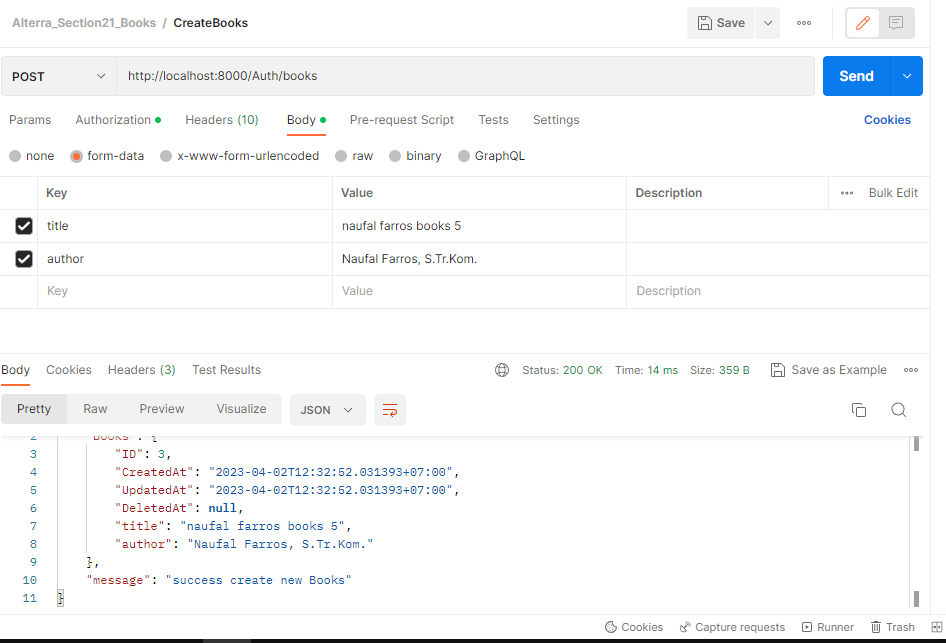 Alterra_Section21_Books / CreateBooks
Save
POST http://localhost:8000/Auth/books Send
Params Authorization Headers (10) Body Pre-request Script Tests Settings Cookies
none form-data x-www-form-urlencoded raw binary GraphQL
Key Value Description Bulk Edit
title naufal farros books 5
author Naufal Farros, S.Tr.Kom.
Key Value Description
Body Cookies Headers (3) Test Results Status: 200 OK Time: 14 ms Size: 359 B Save as Example
Pretty Raw Preview Visualize JSON
2 "Books": {
3 "ID": 3,
4 "CreatedAt": "2023-04-02T12:32:52.031393+07:00",
5 "UpdatedAt": "2023-04-02T12:32:52.031393+07:00",
6 "DeletedAt": null,
7 "title": "naufal farros books 5",
8 "author": "Naufal Farros, S.Tr.Kom."
9 },
10 "message": "success create new Books"
11 }
Cookies Capture requests Runner Trash